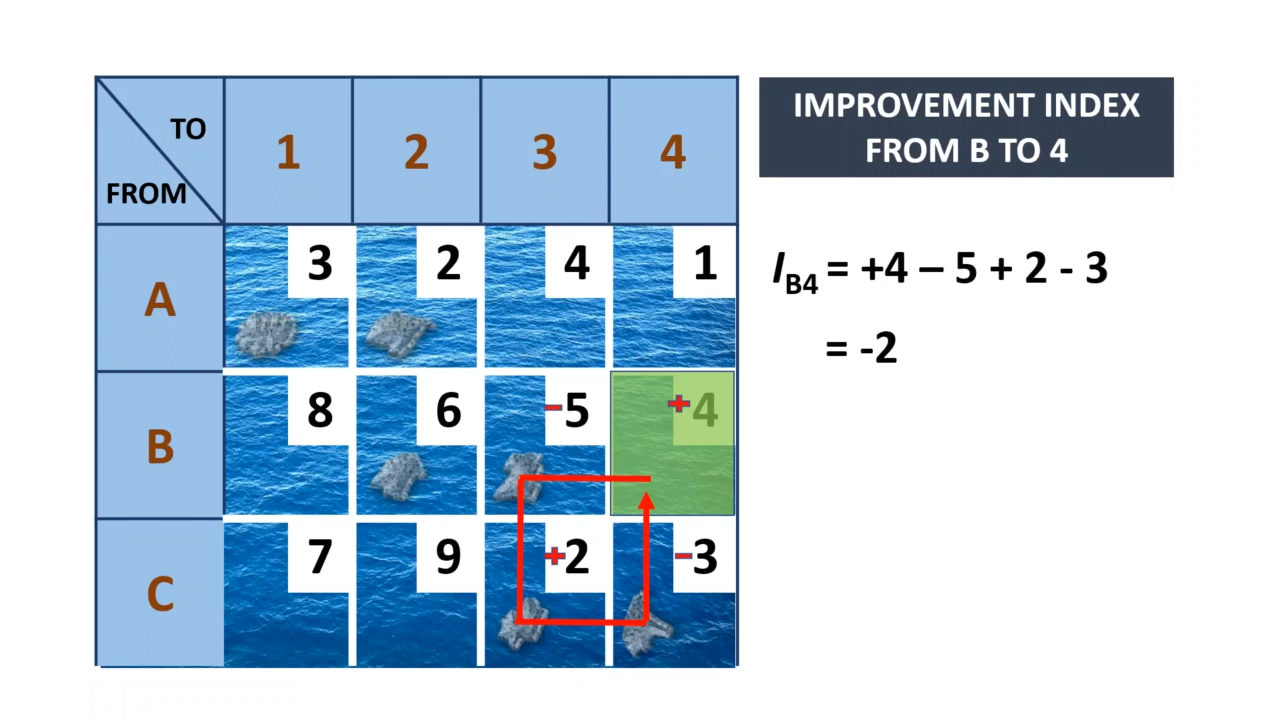 TO
FROM
1 2 3 4
A 3 2 4 1
B 8 6 -5 +4
C 7 9 +2 -3
IMPROVEMENT INDEX
FROM B TO 4
IB4 = +4 – 5 + 2 - 3
= -2